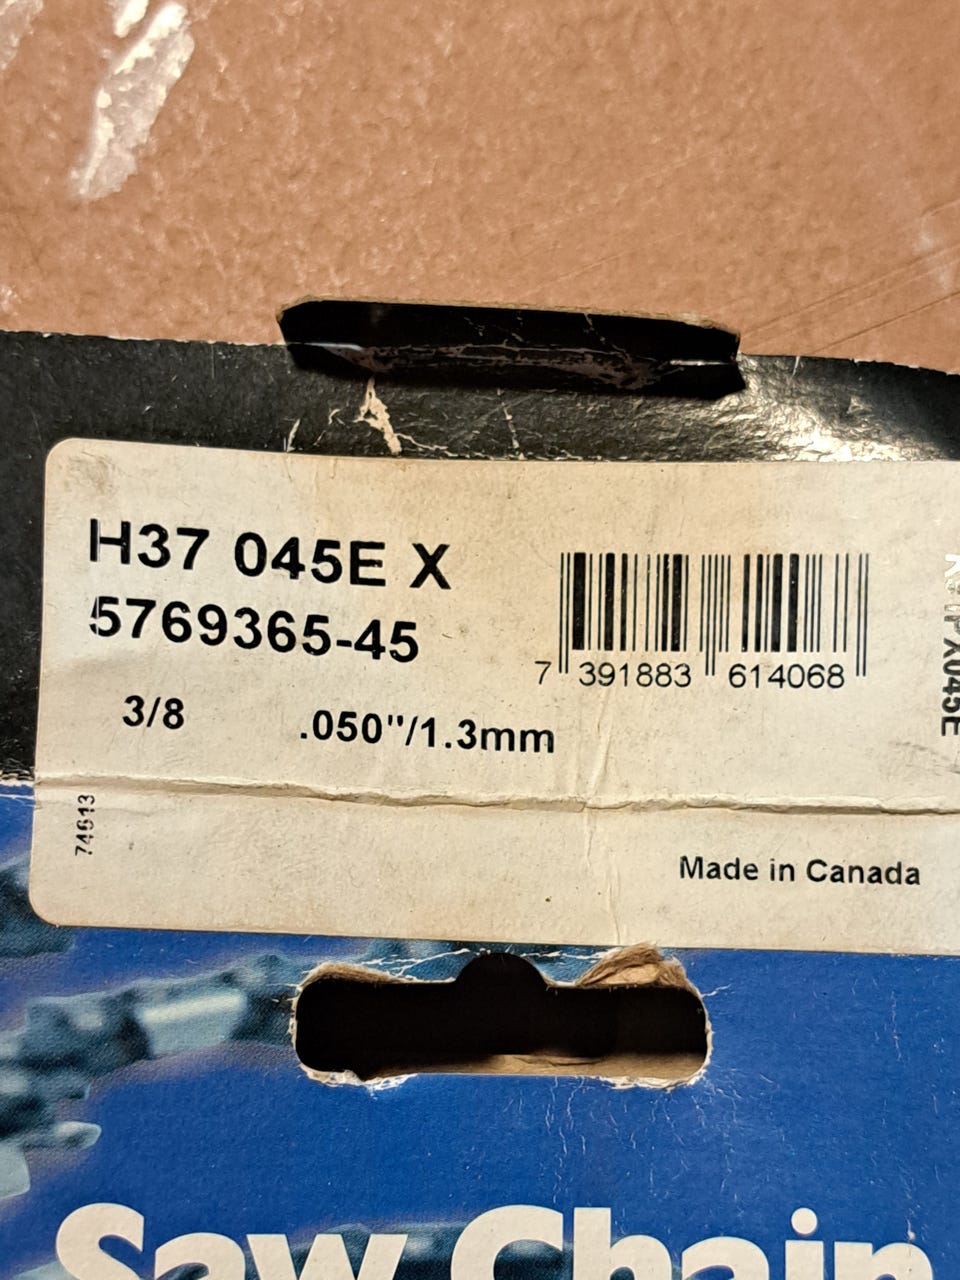 H37 045E X
5769365-45
7 391883 614068
3/8 .050"/1.3mm
74613
Made in Canada
Saw Chain